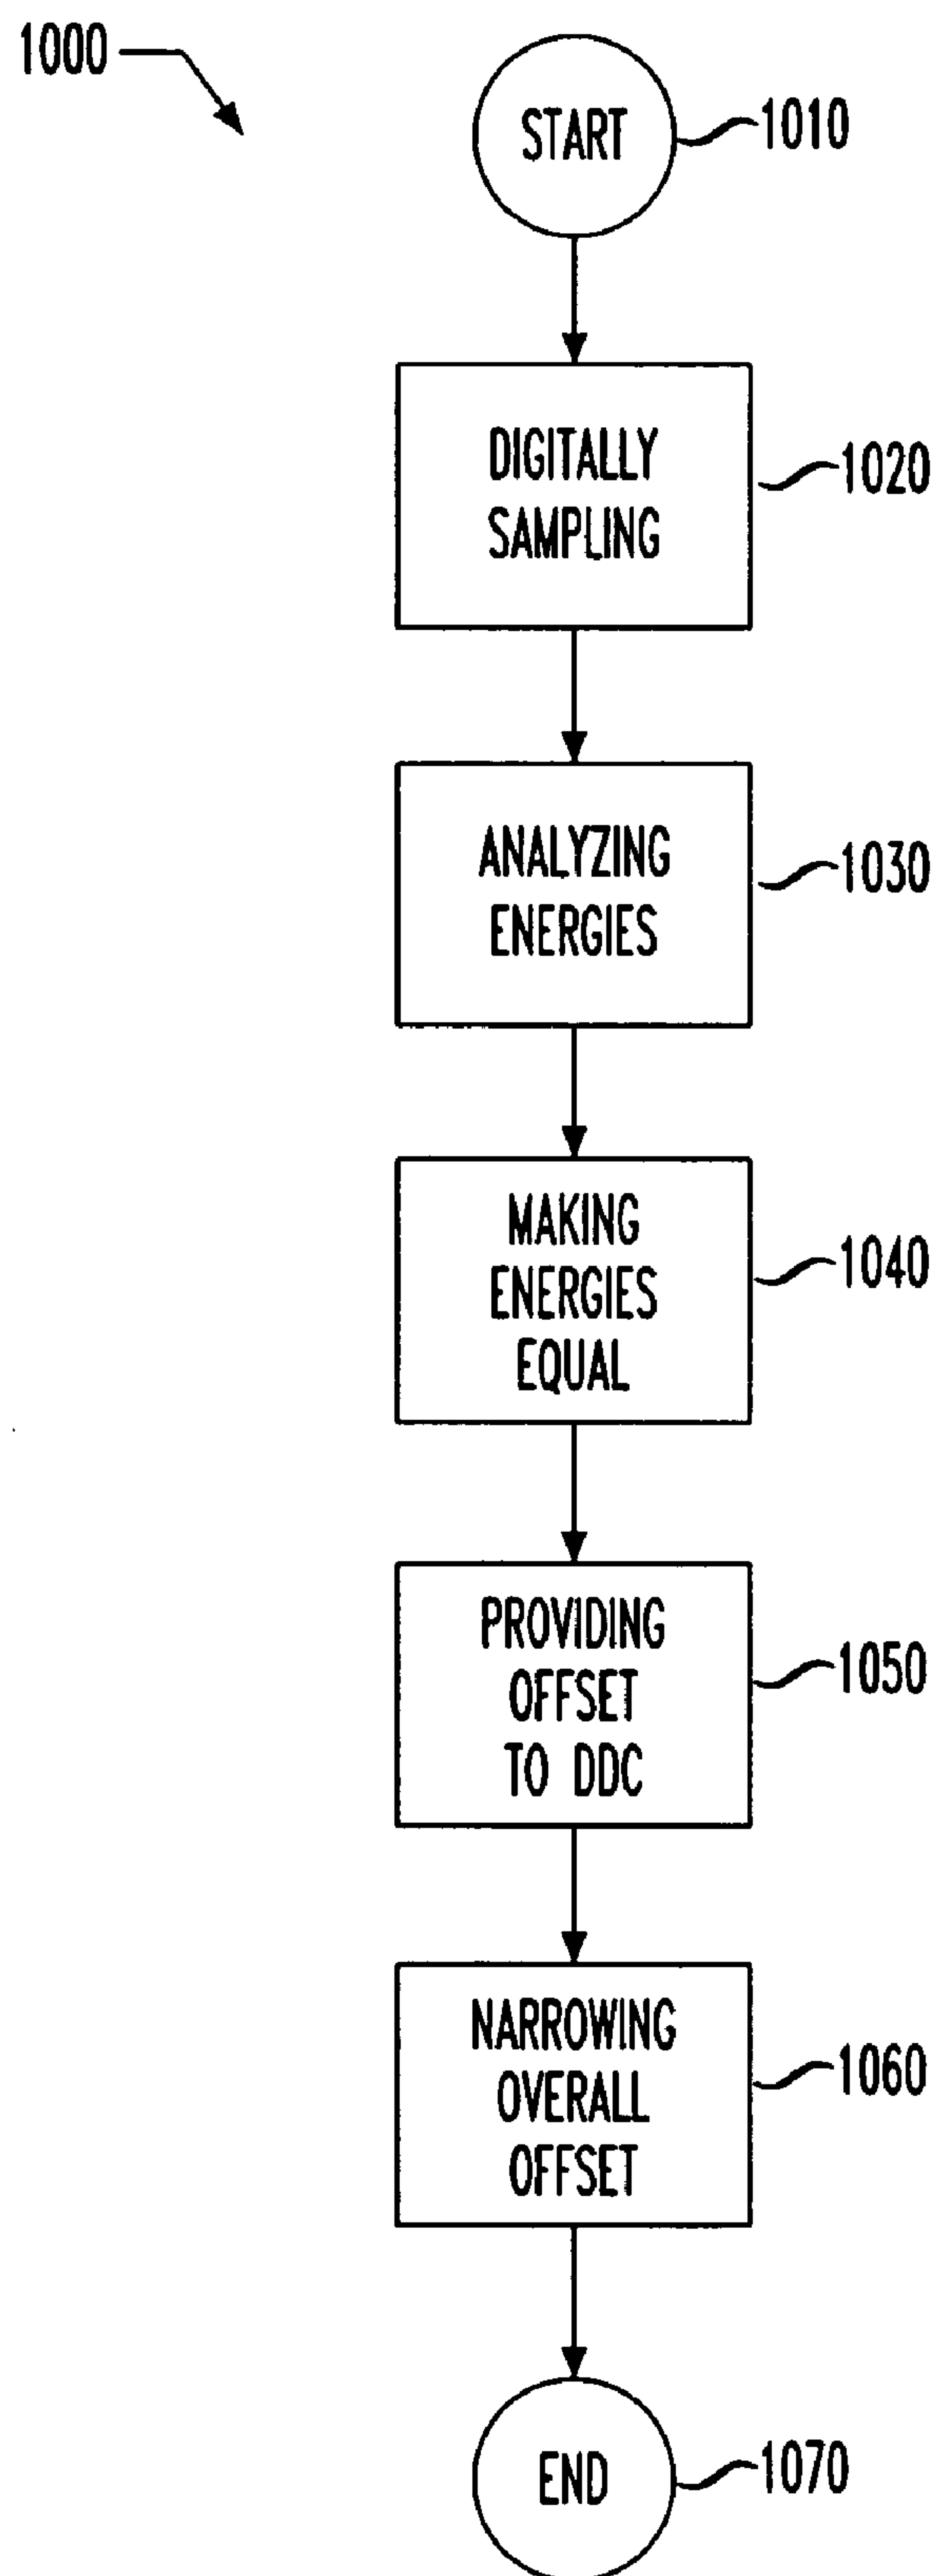 1000
START
1010
DIGITALLY
SAMPLING
1020
ANALYZING
ENERGIES
1030
MAKING
ENERGIES
EQUAL
1040
PROVIDING
OFFSET
TO DDC
1050
NARROWING
OVERALL
OFFSET
1060
END
1070